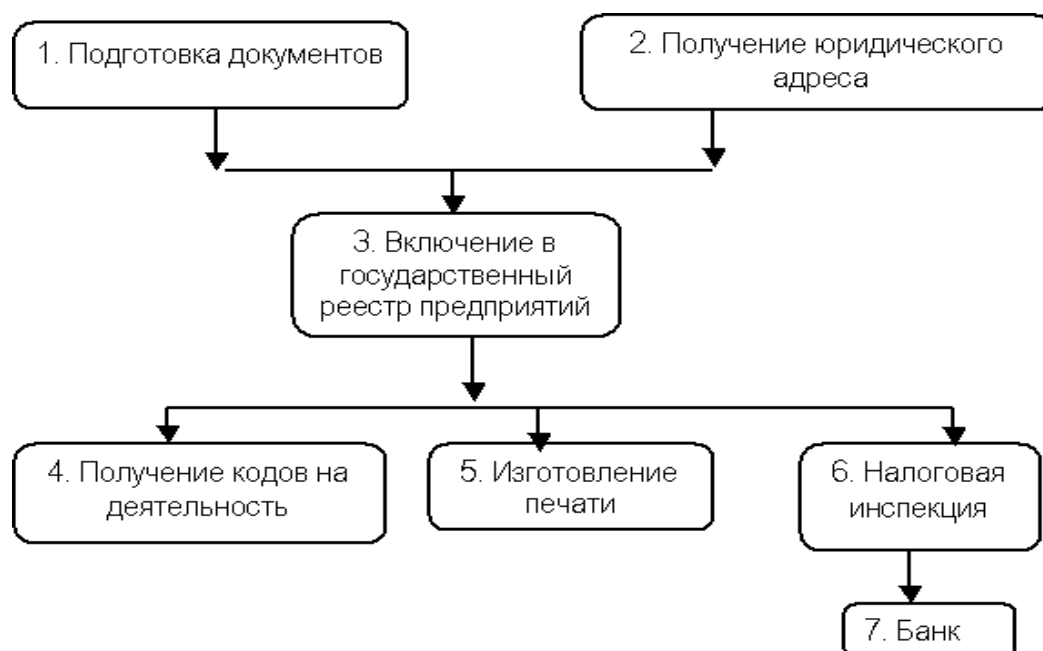 1. Подготовка документов
2. Получение юридического
адреса
3. Включение в
государственный
реестр предприятий
4. Получение кодов на
деятельность
5. Изготовление
печати
6. Налоговая
инспекция
7. Банк